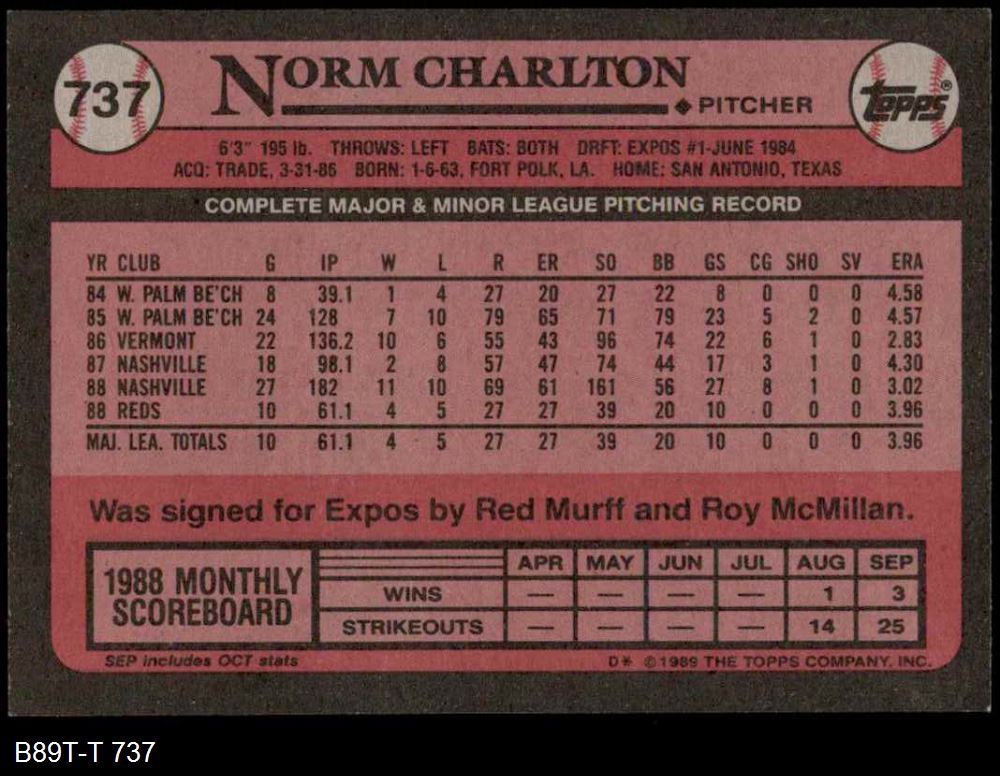 737
NORM CHARLTON
◆ PITCHER
Topps®
6'3" 195 lb. THROWS: LEFT BATS: BOTH DRFT: EXPOS #1-JUNE 1984
ACQ: TRADE, 3-31-86 BORN: 1-6-63, FORT POLK, LA. HOME: SAN ANTONIO, TEXAS
COMPLETE MAJOR & MINOR LEAGUE PITCHING RECORD
YR CLUB G IP W L R ER SO BB GS CG SHO SV ERA
84 W. PALM BE'CH 8 39.1 1 4 27 20 27 22 8 0 0 0 4.58
85 W. PALM BE'CH 24 128 7 10 79 65 71 79 23 5 2 0 4.57
86 VERMONT 22 136.2 10 6 55 43 96 74 22 6 1 0 2.83
87 NASHVILLE 18 98.1 2 8 57 47 74 44 17 3 1 0 4.30
88 NASHVILLE 27 182 11 10 69 61 161 56 27 8 1 0 3.02
88 REDS 10 61.1 4 5 27 27 39 20 10 0 0 0 3.96
MAJ. LEA. TOTALS 10 61.1 4 5 27 27 39 20 10 0 0 0 3.96
Was signed for Expos by Red Murff and Roy McMillan.
1988 MONTHLY
SCOREBOARD
APR MAY JUN JUL AUG SEP
WINS — — — — 1 3
STRIKEOUTS — — — — 14 25
SEP includes OCT stats
D* © 1989 THE TOPPS COMPANY, INC.
B89T-T 737